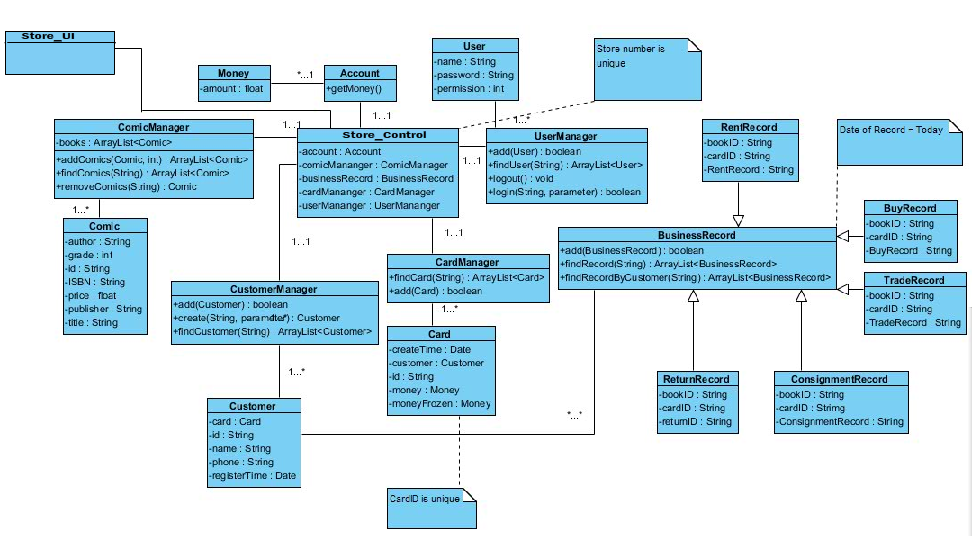 Store_UI
Money
-amount : float
*...1
Account
+getMoney()
1...1
User
-name : String
-password : String
-permission : int
1...*
Store number is
unique
ComicManager
-books : ArrayList<Comic>
+addComics(Comic, int.) : ArrayList<Comic>
+findComics(String) : ArrayList<Comic>
+removeComics(String) : Comic
1...1
Store_Control
-account : Account
-comicMananger : ComicManager
-businessRecord : BusinessRecord
-cardMananger : CardManager
-userMananger : UserMananger
1...1
UserManager
+add(User) : boolean
+findUser(String) : ArrayList<User>
+logout() : void
+login(String, parameter) : boolean
RentRecord
-bookID : String
-cardID : String
-RentRecord : String
Date of Record = Today
1...*
Comic
-author : String
-grade : int
-id : String
-ISBN : String
-price : float
-publisher : String
-title : String
1...1
1...1
BusinessRecord
+add(BusinessRecord) : boolean
+findRecord(String) : ArrayList<BusinessRecord>
+findRecordByCustomer(String) : ArrayList<BusinessRecord>
BuyRecord
-bookID : String
-cardID : String
-BuyRecord : String
CustomerManager
+add(Customer) : boolean
+create(String, paramdte*) : Customer
+findCustomer(String) : ArrayList<Customer>
CardManager
+findCard(String) : ArrayList<Card>
+add(Card) : boolean
1...*
TradeRecord
-bookID : String
-cardID : String
-TradeRecord : String
Card
-createTime : Date
-customer : Customer
-id : String
-money : Money
-moneyFrozen : Money
1...*
ReturnRecord
-bookID : String
-cardID : String
-returnID : String
ConsignmentRecord
-bookID : String
-cardID : String
-ConsignmentRecord : String
Customer
-card : Card
-id : String
-name : String
-phone : String
-registerTime : Date
*...*
CardID is unique